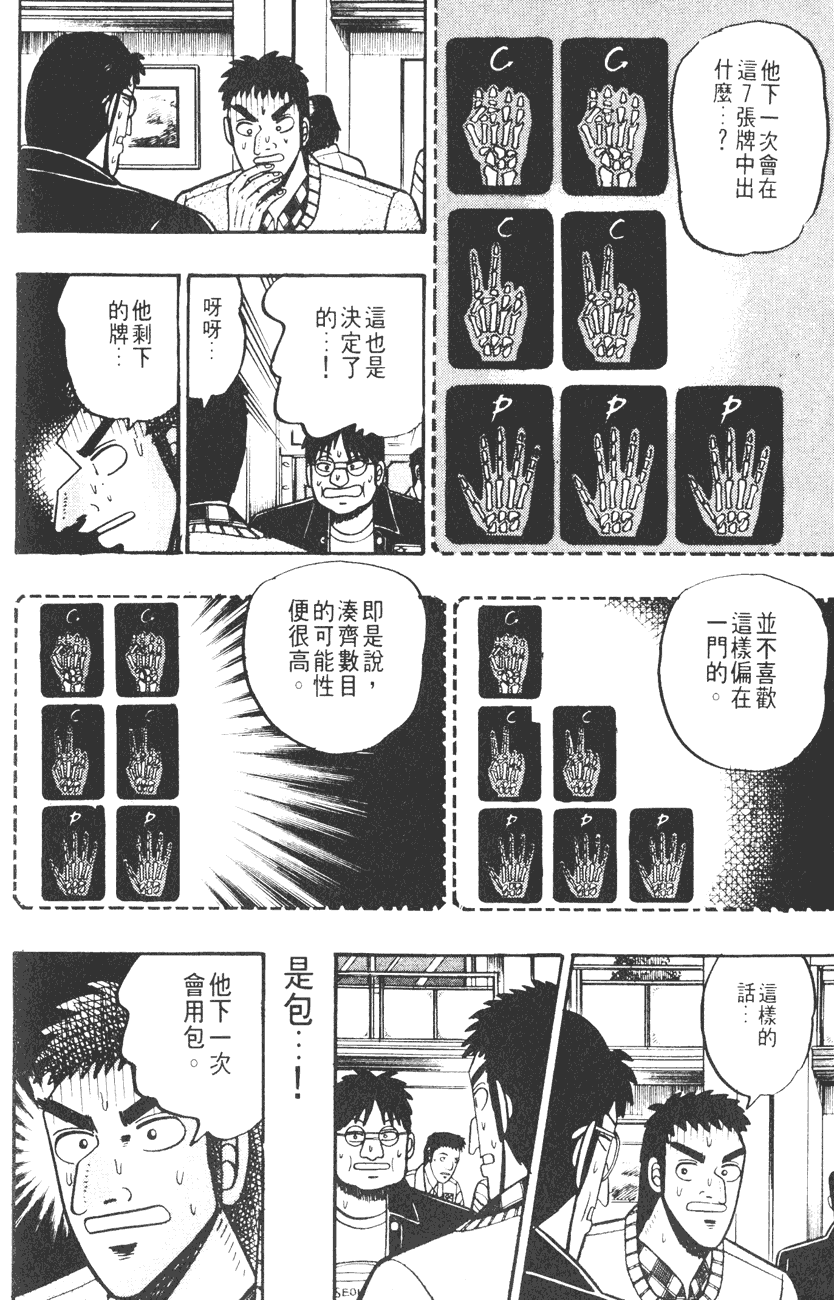 他下一次會在
這7張牌中出
什麼…?
G
G
C
C
P
P
P
這也是
決定了
的…!
呀呀…
他剩下
的牌…
並不喜歡
這樣偏在
一門的。
G
C
C
P
P
P
即是說，
湊齊數目
的可能性
便很高。
G
G
C
C
P
P
這樣的
話…
是包…!
他下一次
會用包。